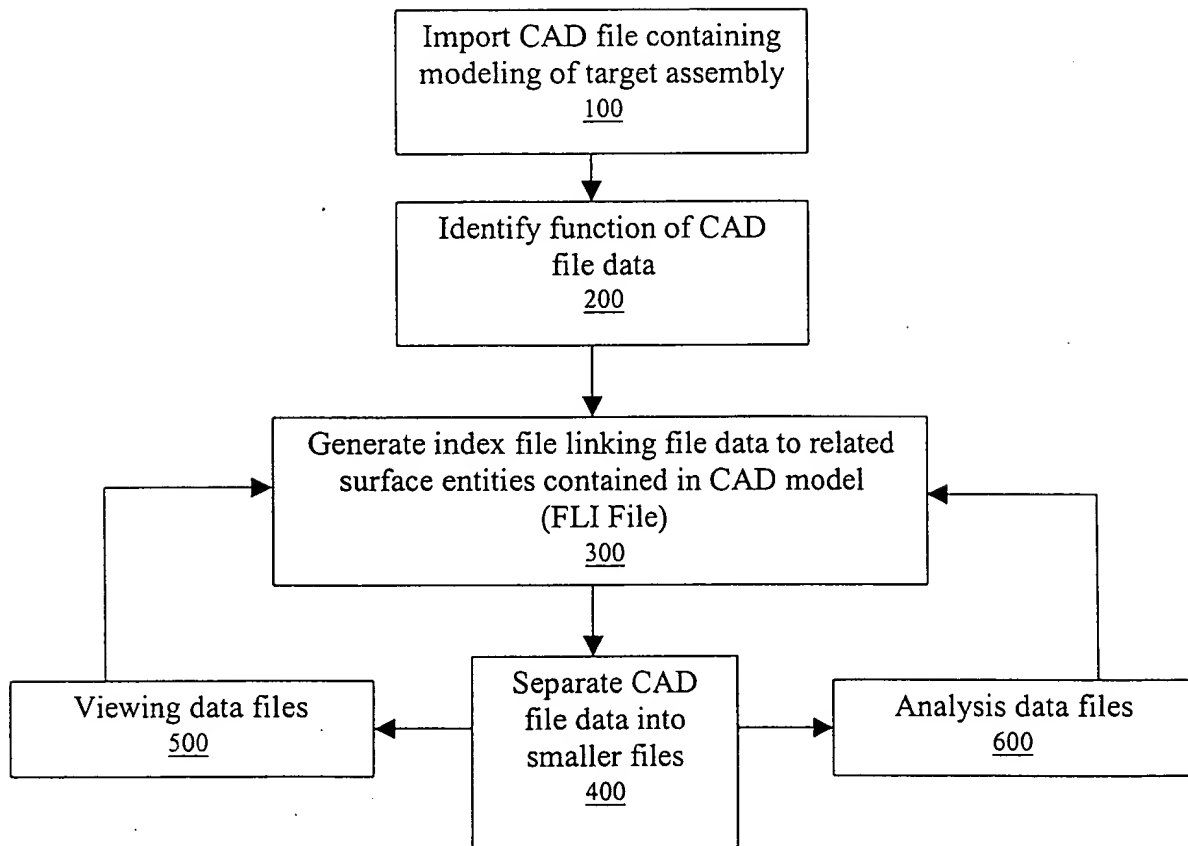 Import CAD file containing
modeling of target assembly
100
Identify function of CAD
file data
200
Generate index file linking file data to related
surface entities contained in CAD model
(FLI File)
300
Viewing data files
500
Separate CAD
file data into
smaller files
400
Analysis data files
600